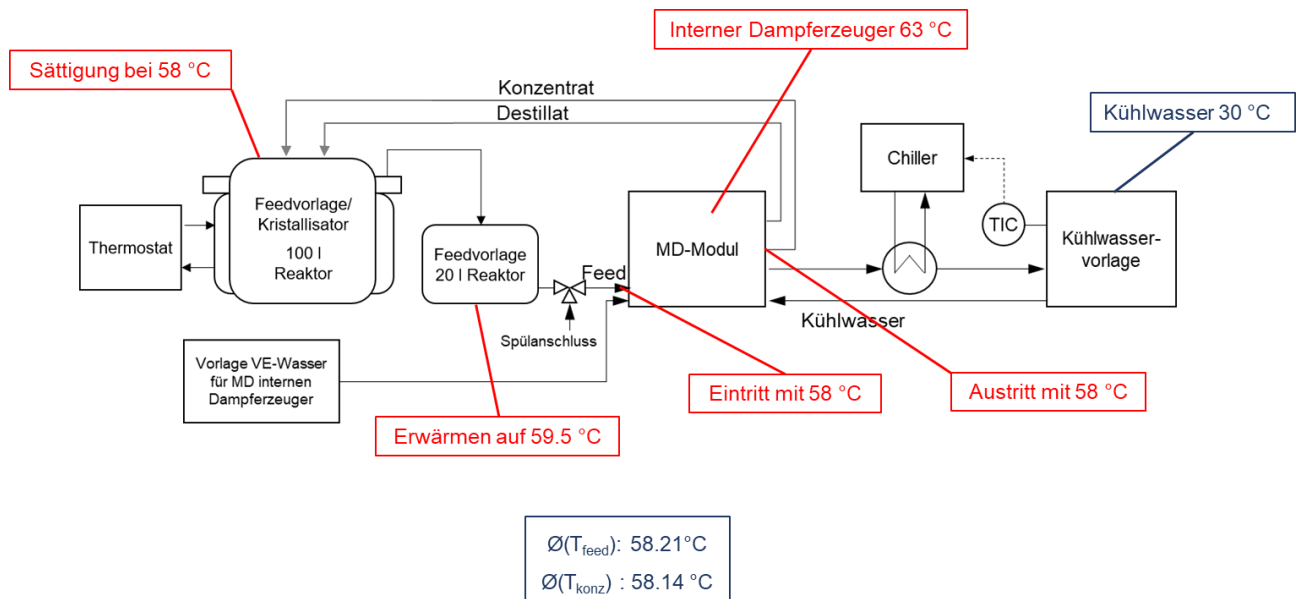 Interner Dampferzeuger 63 °C
Sättigung bei 58 °C
Konzentrat
Destillat
Kühlwasser 30 °C
Chiller
Feedvorlage/
Kristallisator
100 l
Reaktor
Thermostat
Feedvorlage
20 l Reaktor
Feed
MD-Modul
TIC
Kühlwasser-
vorlage
Kühlwasser
Spülanschluss
Vorlage VE-Wasser
für MD internen
Dampferzeuger
Eintritt mit 58 °C
Austritt mit 58 °C
Erwärmen auf 59.5 °C
Ø(Tfeed): 58.21°C
Ø(Tkonz) : 58.14 °C